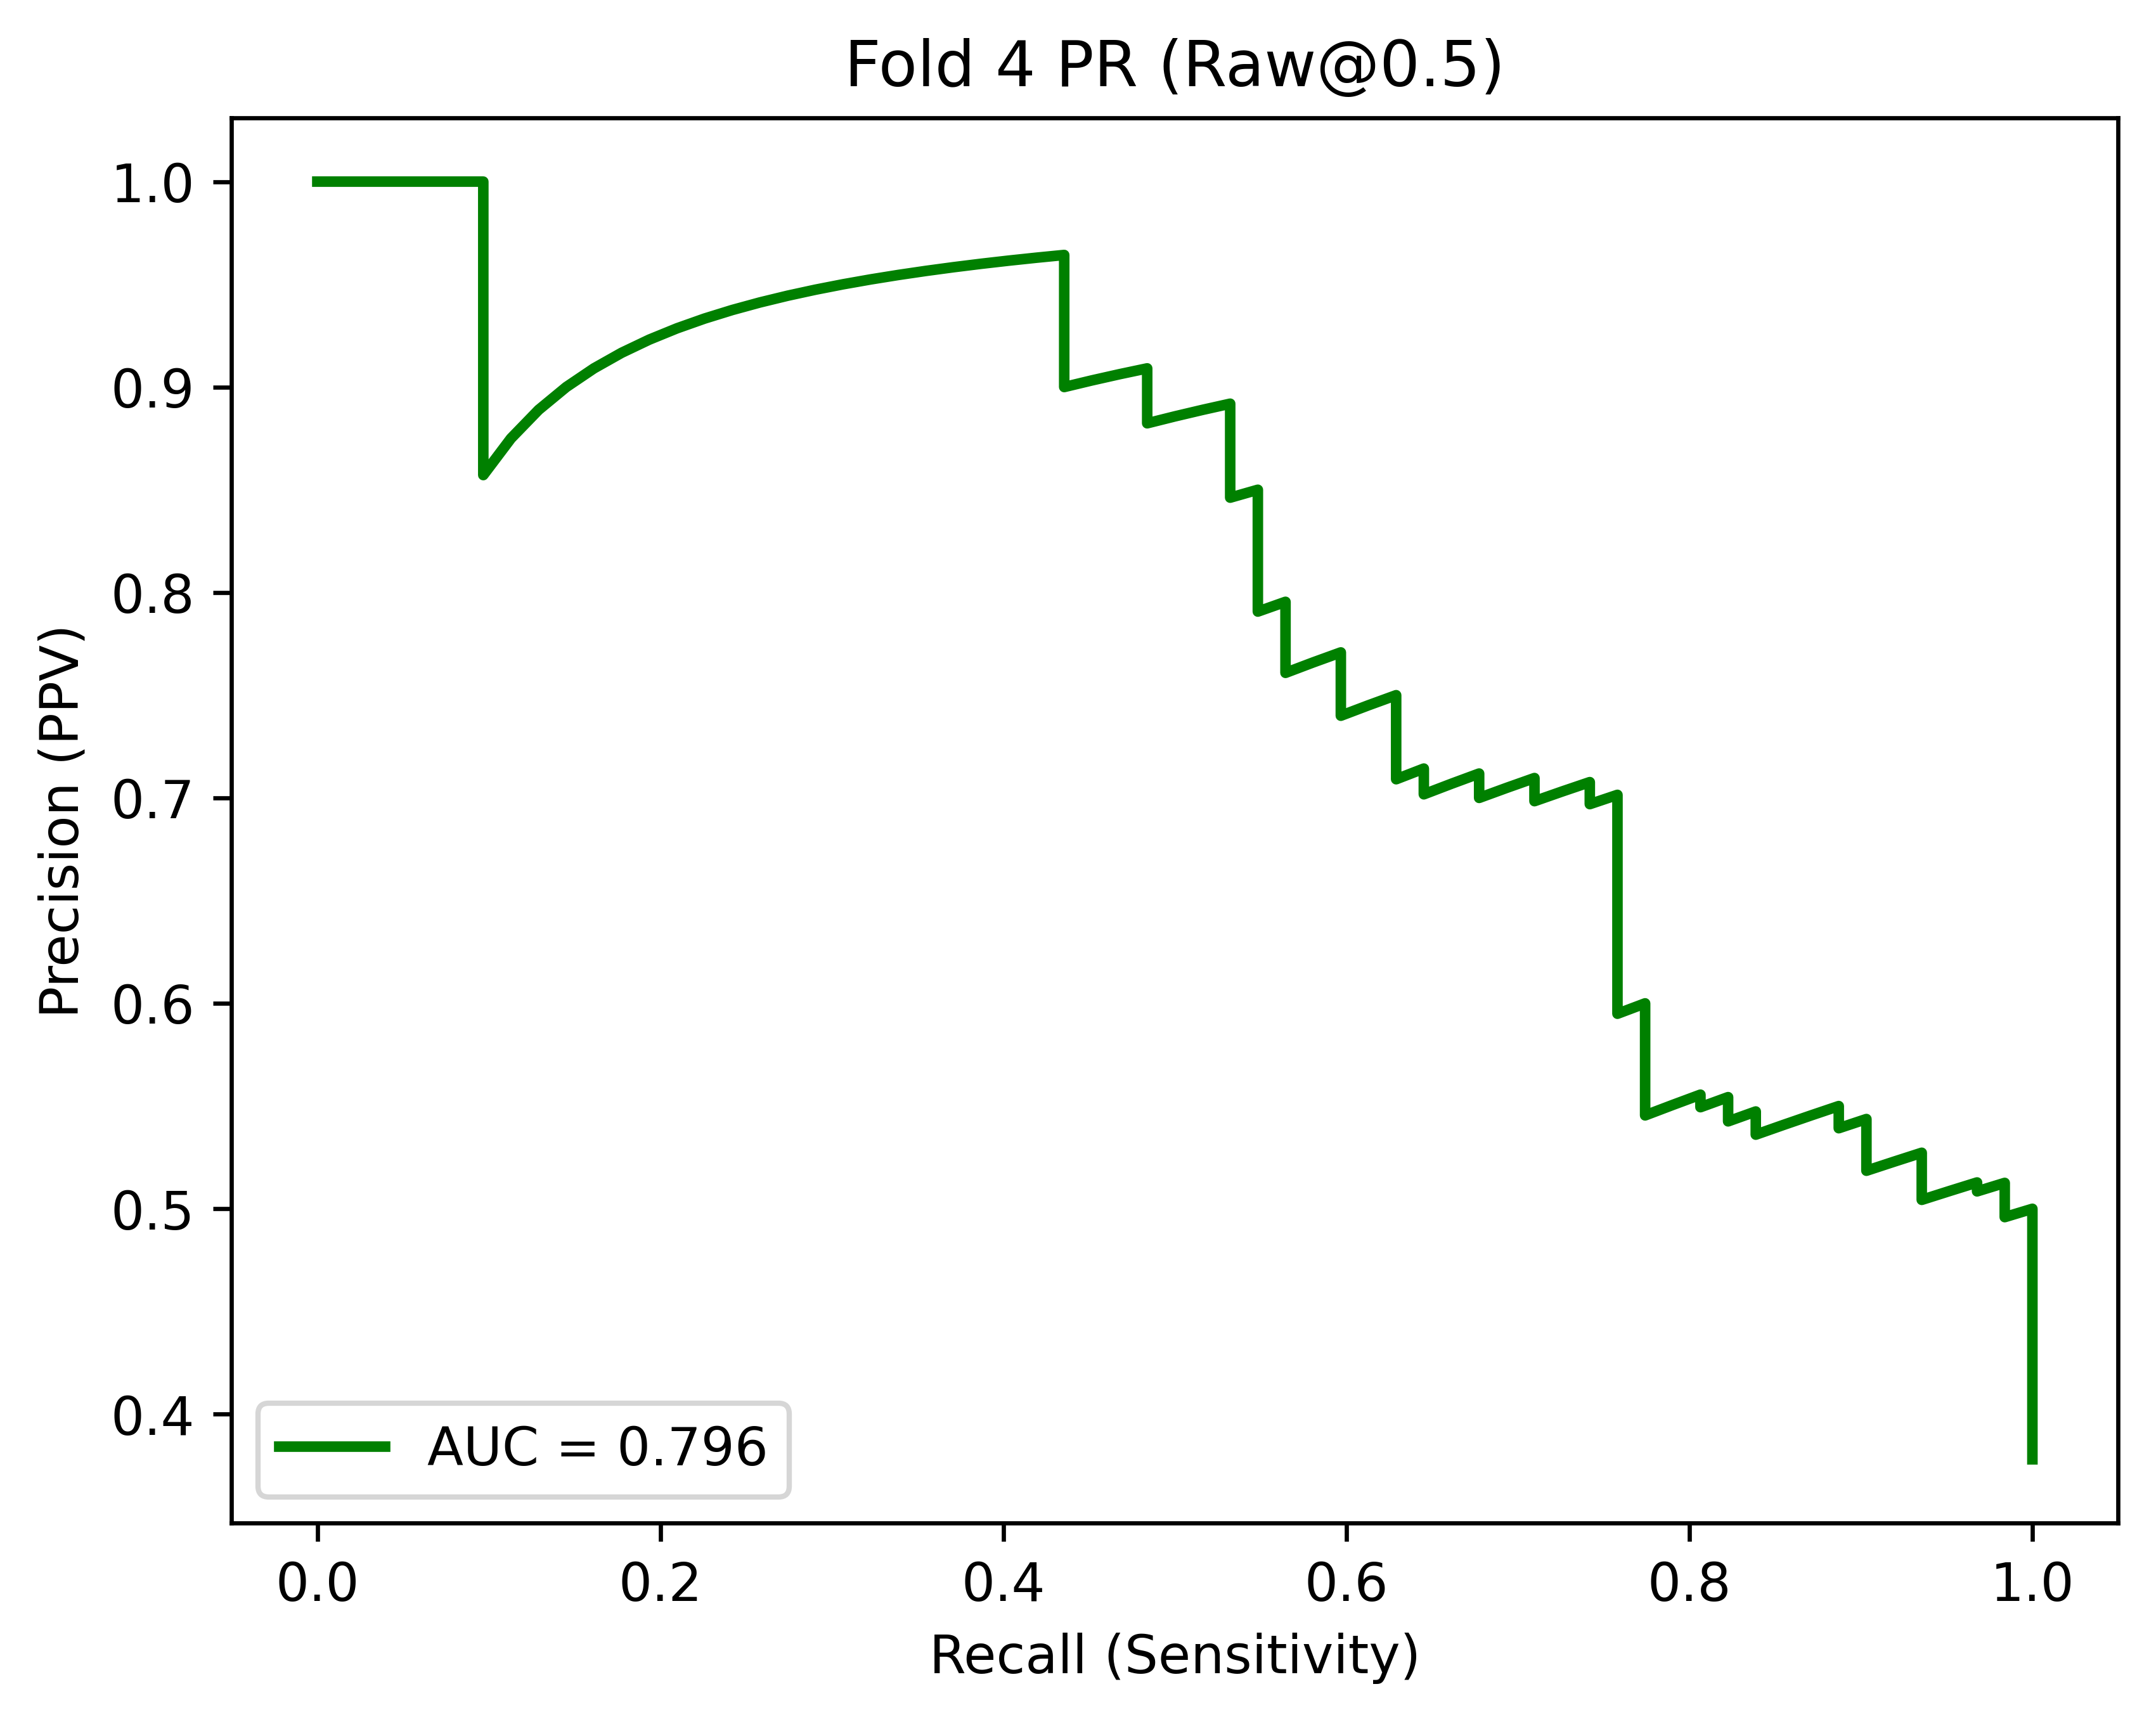 Fold 4 PR (Raw@0.5)
Precision (PPV)
1.0
0.9
0.8
0.7
0.6
0.5
0.4
AUC = 0.796
0.0 0.2 0.4 0.6 0.8 1.0
Recall (Sensitivity)